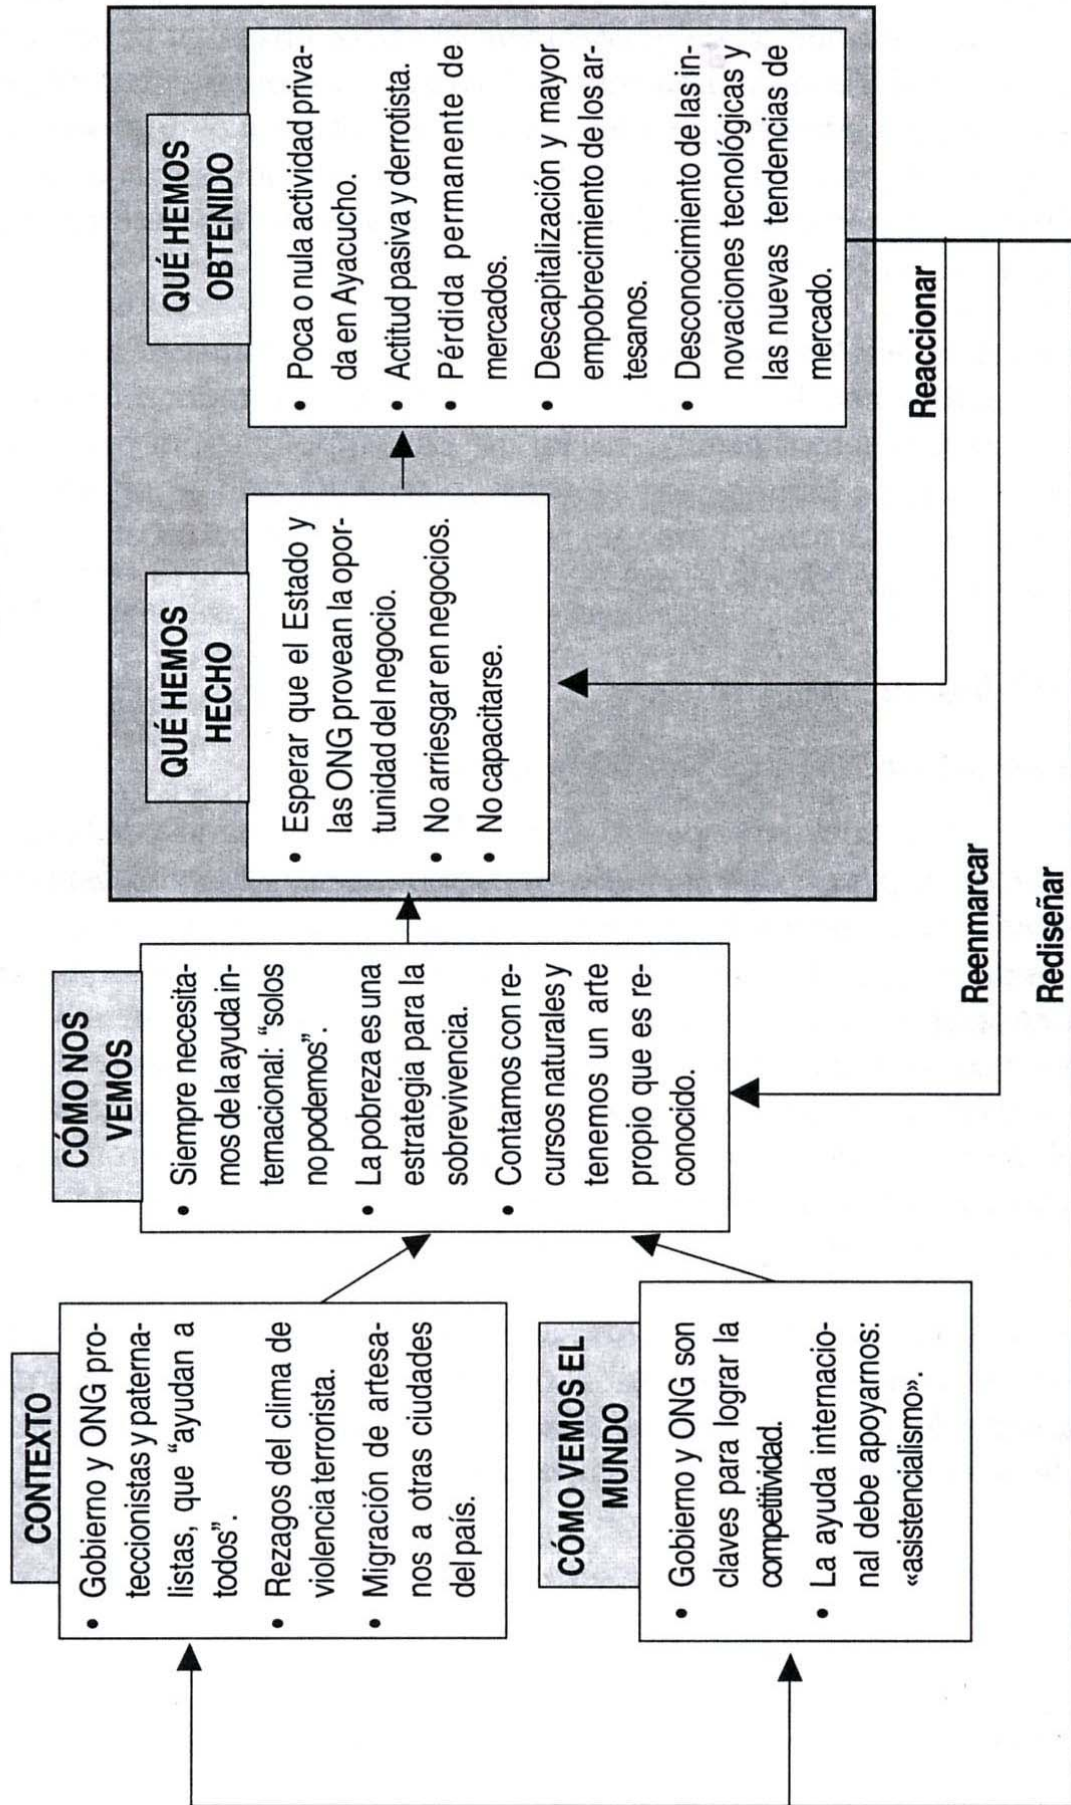 CONTEXTO
• Gobierno y ONG pro-
teccionistas y paterna-
listas, que “ayudan a
todos”.
• Rezagos del clima de
violencia terrorista.
• Migración de artesa-
nos a otras ciudades
del país.
CÓMO VEMOS EL
MUNDO
• Gobierno y ONG son
claves para lograr la
competitividad.
• La ayuda internacio-
nal debe apoyarnos:
«asistencialismo».
CÓMO NOS
VEMOS
• Siempre necesita-
mos de la ayuda in-
ternacional: “solos
no podemos”.
• La pobreza es una
estrategia para la
sobrevivencia.
• Contamos con re-
cursos naturales y
tenemos un arte
propio que es re-
conocido.
QUÉ HEMOS
HECHO
• Esperar que el Estado y
las ONG provean la opor-
tunidad del negocio.
• No arriesgar en negocios.
• No capacitarse.
QUÉ HEMOS
OBTENIDO
• Poca o nula actividad priva-
da en Ayacucho.
• Actitud pasiva y derrotista.
• Pérdida permanente de
mercados.
• Descapitalización y mayor
empobrecimiento de los ar-
tesanos.
• Desconocimiento de las in-
novaciones tecnológicas y
las nuevas tendencias de
mercado.
Reaccionar
Reenmarcar
Rediseñar